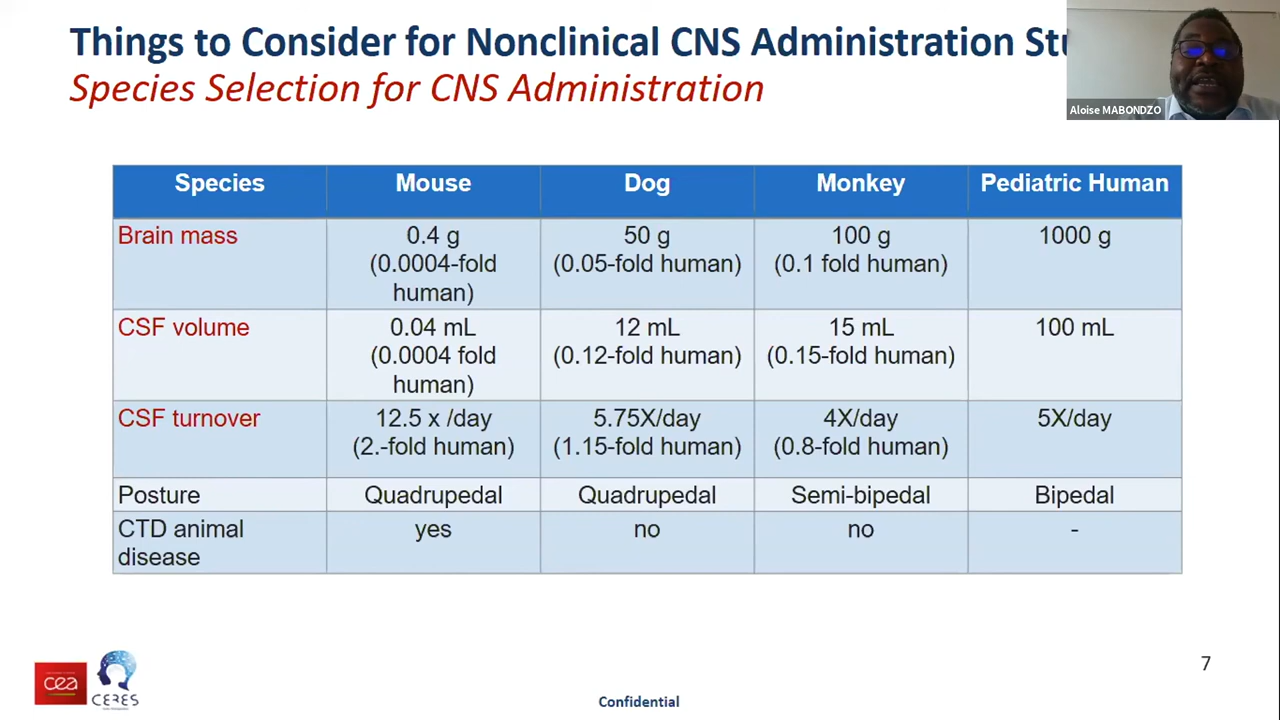 Things to Consider for Nonclinical CNS Administration
Species Selection for CNS Administration
Aloise MABONDZO
Species Mouse Dog Monkey Pediatric Human
Brain mass 0.4 g 50 g 100 g 1000 g
(0.0004-fold (0.05-fold human) (0.1 fold human)
human)
CSF volume 0.04 mL 12 mL 15 mL 100 mL
(0.0004 fold (0.12-fold human) (0.15-fold human)
human)
CSF turnover 12.5 x /day 5.75X/day 4X/day 5X/day
(2.-fold human) (1.15-fold human) (0.8-fold human)
Posture Quadrupedal Quadrupedal Semi-bipedal Bipedal
CTD animal yes no no -
disease
7
cea
CERES
Confidential